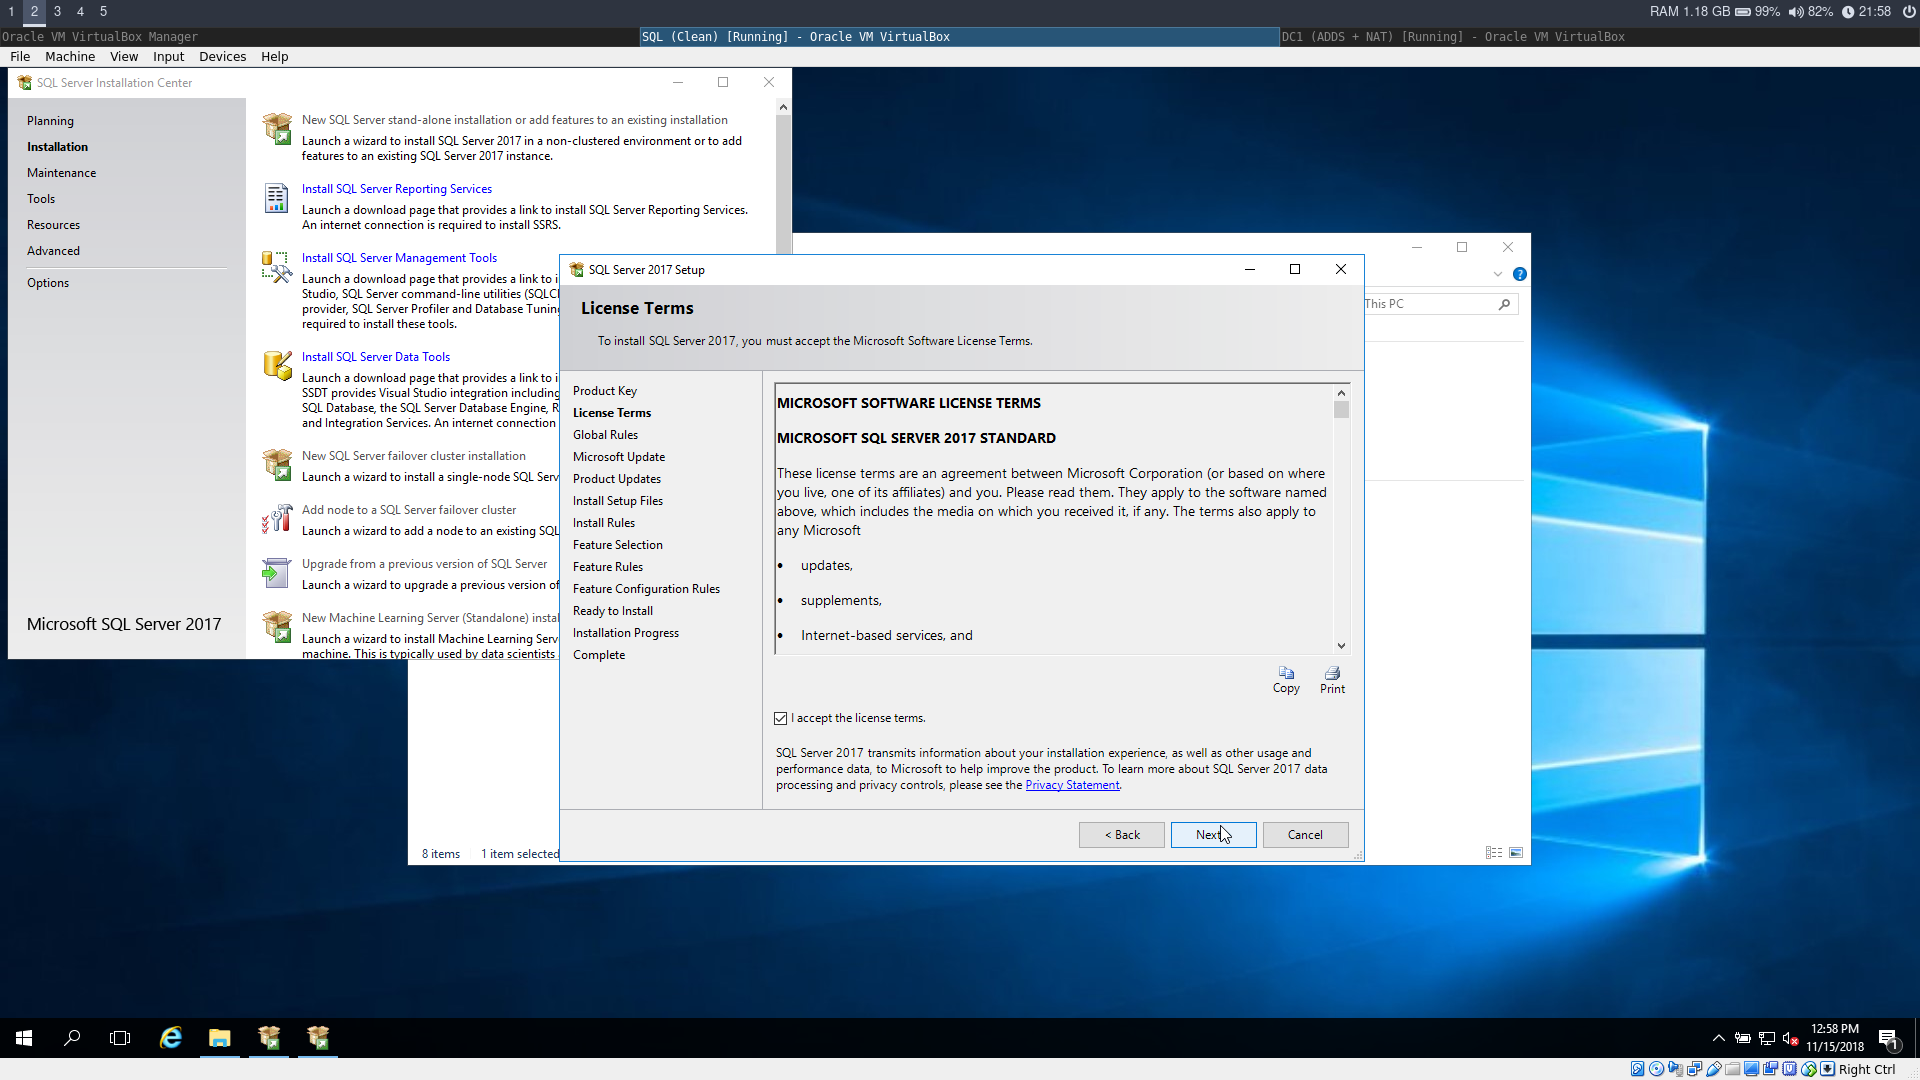 1 2 3 4 5
RAM 1.18 GB 99% 82% 21:58
Oracle VM VirtualBox Manager
SQL (Clean) [Running] - Oracle VM VirtualBox
DC1 (ADDS + NAT) [Running] - Oracle VM VirtualBox
File Machine View Input Devices Help
SQL Server Installation Center
Planning
Installation
Maintenance
Tools
Resources
Advanced
Options
Microsoft SQL Server 2017
New SQL Server stand-alone installation or add features to an existing installation
Launch a wizard to install SQL Server 2017 in a non-clustered environment or to add
features to an existing SQL Server 2017 instance.
Install SQL Server Reporting Services
Launch a download page that provides a link to install SQL Server Reporting Services.
An internet connection is required to install SSRS.
Install SQL Server Management Tools
Launch a download page that provides a link to i
Studio, SQL Server command-line utilities (SQLCI
provider, SQL Server Profiler and Database Tuning
required to install these tools.
Install SQL Server Data Tools
Launch a download page that provides a link to i
SSDT provides Visual Studio integration including
SQL Database, the SQL Server Database Engine, R
and Integration Services. An internet connection
New SQL Server failover cluster installation
Launch a wizard to install a single-node SQL Serv
Add node to a SQL Server failover cluster
Launch a wizard to add a node to an existing SQL
Upgrade from a previous version of SQL Server
Launch a wizard to upgrade a previous version of
New Machine Learning Server (Standalone) instal
Launch a wizard to install Machine Learning Serv
machine. This is typically used by data scientists
This PC
8 items 1 item selected
SQL Server 2017 Setup
License Terms
To install SQL Server 2017, you must accept the Microsoft Software License Terms.
Product Key
License Terms
Global Rules
Microsoft Update
Product Updates
Install Setup Files
Install Rules
Feature Selection
Feature Rules
Feature Configuration Rules
Ready to Install
Installation Progress
Complete
MICROSOFT SOFTWARE LICENSE TERMS
MICROSOFT SQL SERVER 2017 STANDARD
These license terms are an agreement between Microsoft Corporation (or based on where
you live, one of its affiliates) and you. Please read them. They apply to the software named
above, which includes the media on which you received it, if any. The terms also apply to
any Microsoft
• updates,
• supplements,
• Internet-based services, and
Copy Print
I accept the license terms.
SQL Server 2017 transmits information about your installation experience, as well as other usage and
performance data, to Microsoft to help improve the product. To learn more about SQL Server 2017 data
processing and privacy controls, please see the Privacy Statement.
< Back Next Cancel
12:58 PM
11/15/2018
1
Right Ctrl